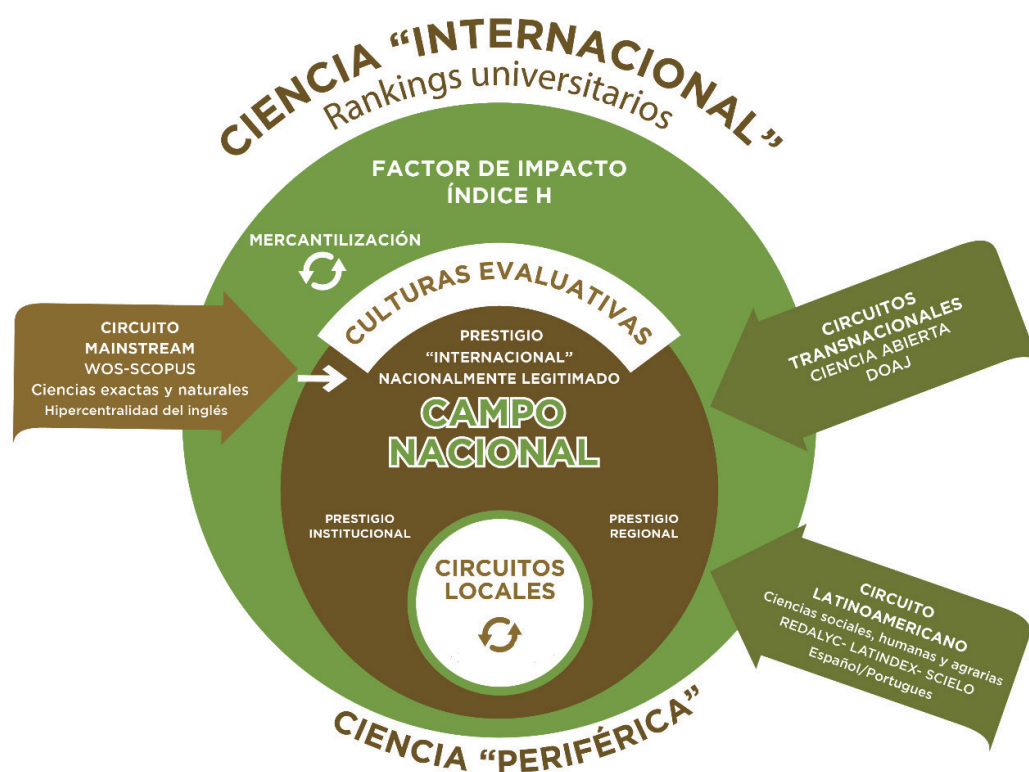 CIENCIA “INTERNACIONAL”
Rankings universitarios
FACTOR DE IMPACTO
ÍNDICE H
MERCANTILIZACIÓN
CULTURAS EVALUATIVAS
CIRCUITO
MAINSTREAM
WOS-SCOPUS
Ciencias exactas y naturales
Hipercentralidad del inglés
PRESTIGIO
“INTERNACIONAL”
NACIONALMENTE LEGITIMADO
CAMPO
NACIONAL
CIRCUITOS
TRANSNACIONALES
CIENCIA ABIERTA
DOAJ
PRESTIGIO
INSTITUCIONAL
PRESTIGIO
REGIONAL
CIRCUITOS
LOCALES
CIRCUITO
LATINOAMERICANO
Ciencias sociales, humanas y agrarias
REDALYC- LATINDEX- SCIELO
Español/Portugues
CIENCIA “PERIFÉRICA”